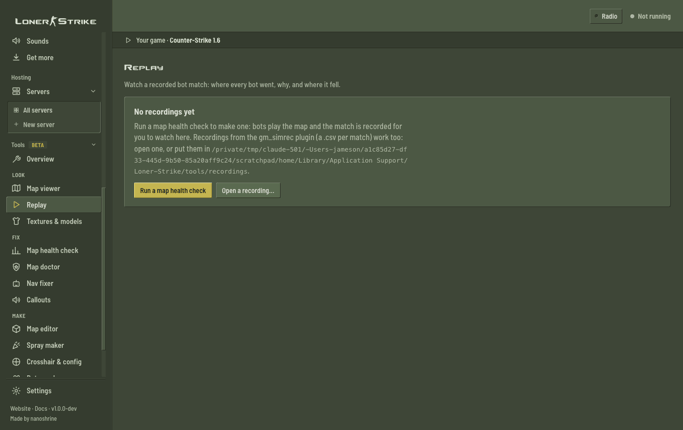 LONERSTRIKE
Radio
Not running
Sounds
Get more
Hosting
Servers
All servers
New server
Tools BETA
Overview
LOOK
Map viewer
Replay
Textures & models
FIX
Map health check
Map doctor
Nav fixer
Callouts
MAKE
Map editor
Spray maker
Crosshair & config
Settings
Website · Docs · v1.0.0-dev
Made by nanoshrine
Your game · Counter-Strike 1.6
REPLAY
Watch a recorded bot match: where every bot went, why, and where it fell.
No recordings yet
Run a map health check to make one: bots play the map and the match is recorded for
you to watch here. Recordings from the gm_simrec plugin (a .csv per match) work too:
open one, or put them in /private/tmp/claude-501/-Users-jameson/a1c85d27-df
33-445d-9b50-85a20aff9c24/scratchpad/home/Library/Application Support/
Loner-Strike/tools/recordings.
Run a map health check
Open a recording...